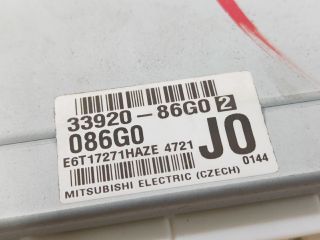 33920-86G0 2
086G0
E6T17271HAZE 4721 J0
0144
MITSUBISHI ELECTRIC (CZECH)